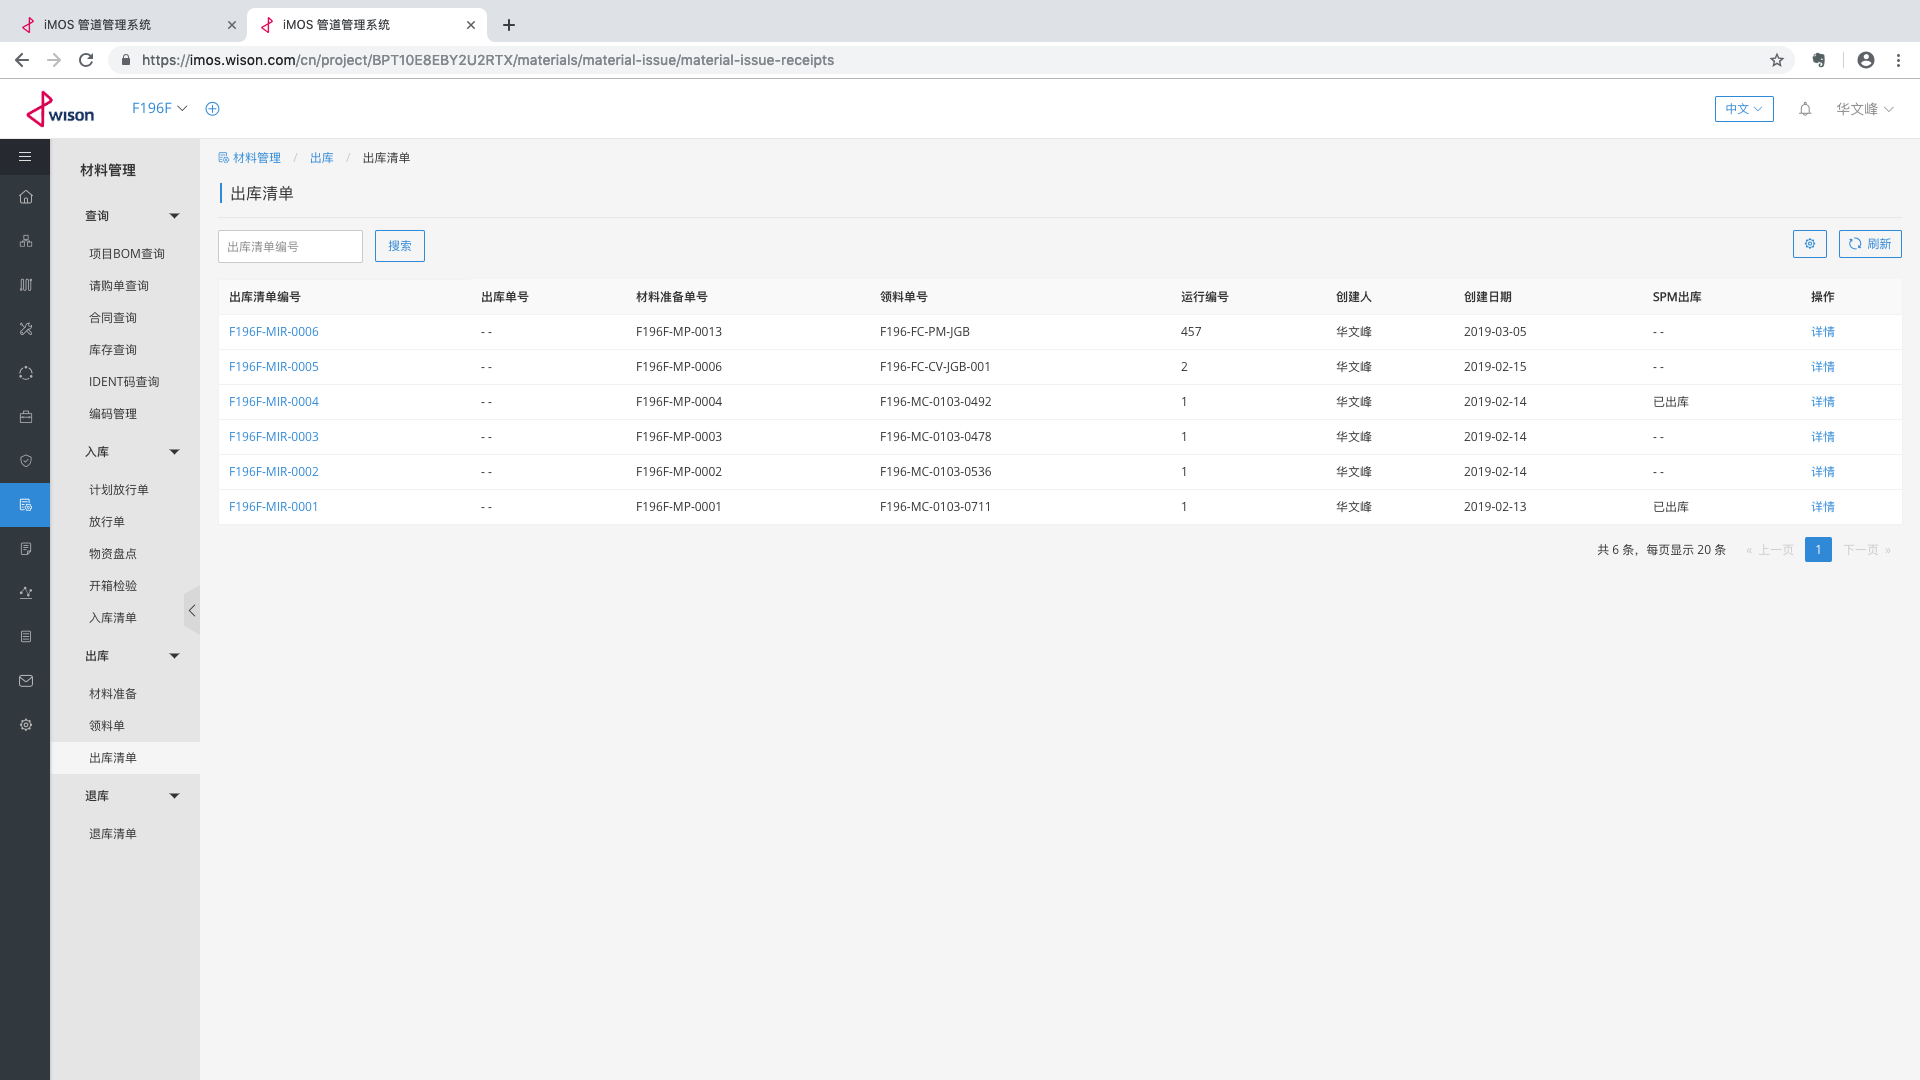 iMOS 管道管理系统
iMOS 管道管理系统
https://imos.wison.com/cn/project/BPT10E8EBY2U2RTX/materials/material-issue/material-issue-receipts
wison
F196F
中文
华文峰
材料管理
查询
项目BOM查询
请购单查询
合同查询
库存查询
IDENT码查询
编码管理
入库
计划放行单
放行单
物资盘点
开箱检验
入库清单
出库
材料准备
领料单
出库清单
退库
退库清单
材料管理 / 出库 / 出库清单
出库清单
出库清单编号 搜索 刷新
出库清单编号 出库单号 材料准备单号 领料单号 运行编号 创建人 创建日期 SPM出库 操作
F196F-MIR-0006 - - F196F-MP-0013 F196-FC-PM-JGB 457 华文峰 2019-03-05 - - 详情
F196F-MIR-0005 - - F196F-MP-0006 F196-FC-CV-JGB-001 2 华文峰 2019-02-15 - - 详情
F196F-MIR-0004 - - F196F-MP-0004 F196-MC-0103-0492 1 华文峰 2019-02-14 已出库 详情
F196F-MIR-0003 - - F196F-MP-0003 F196-MC-0103-0478 1 华文峰 2019-02-14 - - 详情
F196F-MIR-0002 - - F196F-MP-0002 F196-MC-0103-0536 1 华文峰 2019-02-14 - - 详情
F196F-MIR-0001 - - F196F-MP-0001 F196-MC-0103-0711 1 华文峰 2019-02-13 已出库 详情
共 6 条，每页显示 20 条 « 上一页 1 下一页 »